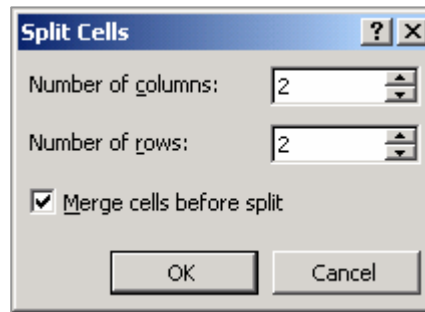 Split Cells
Number of columns: 2
Number of rows: 2
Merge cells before split
OK Cancel